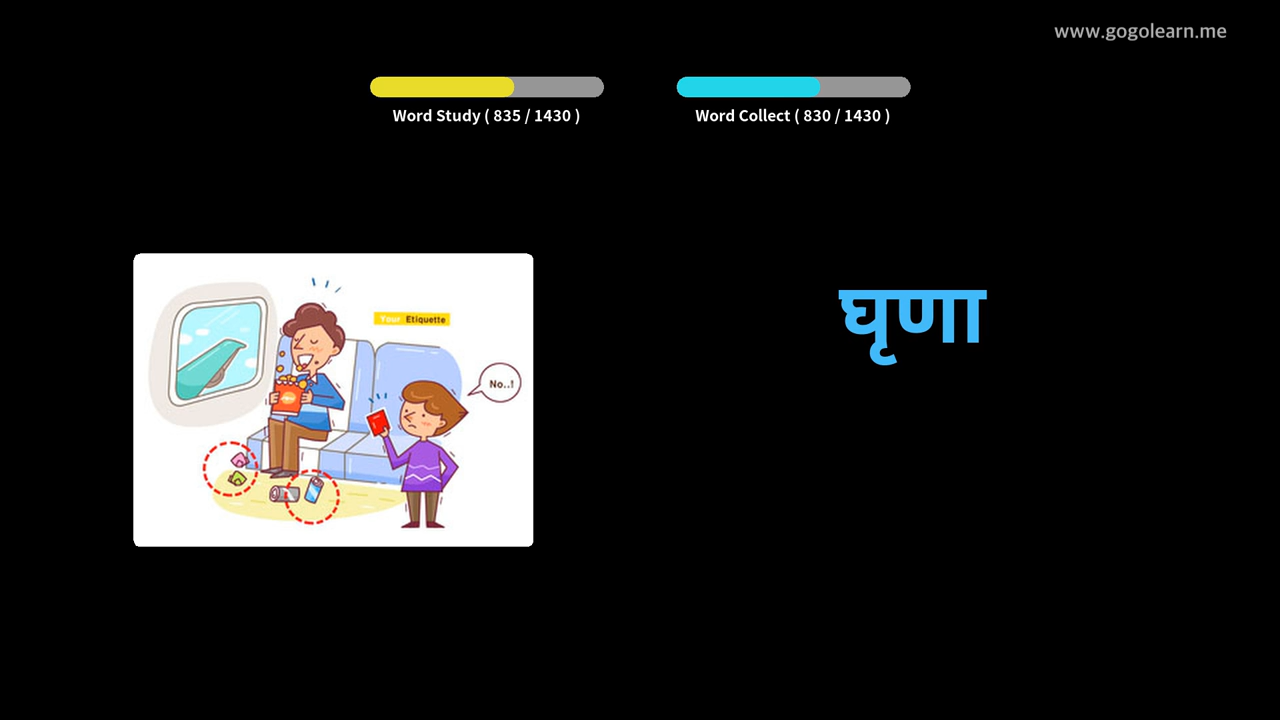 www.gogolearn.me
Word Study ( 835 / 1430 )
Word Collect ( 830 / 1430 )
Your Etiquette
No..!
घृणा